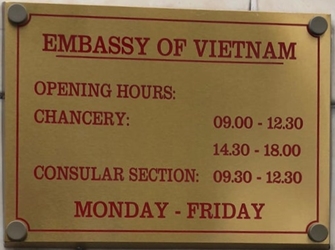 EMBASSY OF VIETNAM
OPENING HOURS:
CHANCERY: 09.00 - 12.30
14.30 - 18.00
CONSULAR SECTION: 09.30 - 12.30
MONDAY - FRIDAY